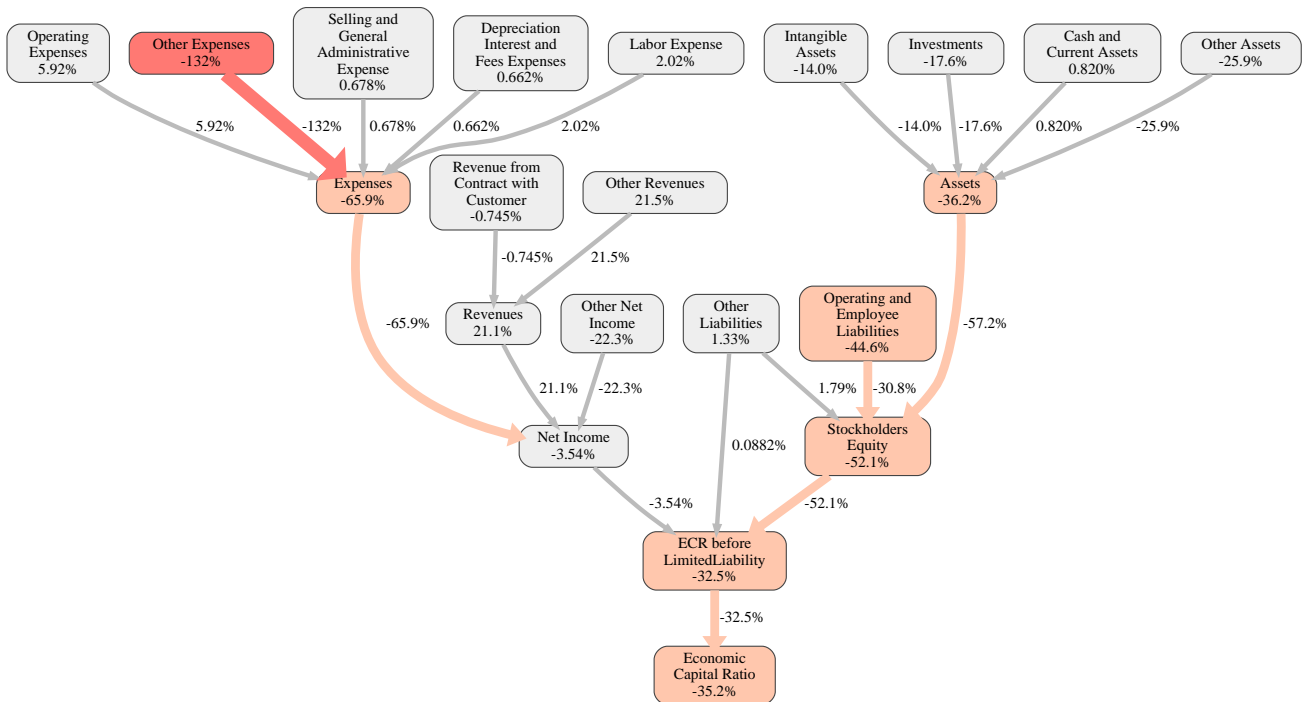 Operating
Expenses
5.92%
Other Expenses
-132%
Selling and
General
Administrative
Expense
0.678%
Depreciation
Interest and
Fees Expenses
0.662%
Labor Expense
2.02%
Intangible
Assets
-14.0%
Investments
-17.6%
Cash and
Current Assets
0.820%
Other Assets
-25.9%
5.92%
-132%
0.678%
0.662%
2.02%
-14.0%
-17.6%
0.820%
-25.9%
Expenses
-65.9%
Revenue from
Contract with
Customer
-0.745%
Other Revenues
21.5%
Assets
-36.2%
-0.745%
21.5%
-65.9%
Revenues
21.1%
Other Net
Income
-22.3%
Other
Liabilities
1.33%
Operating and
Employee
Liabilities
-44.6%
-57.2%
21.1%
-22.3%
1.79%
-30.8%
Net Income
-3.54%
0.0882%
Stockholders
Equity
-52.1%
-3.54%
-52.1%
ECR before
LimitedLiability
-32.5%
-32.5%
Economic
Capital Ratio
-35.2%